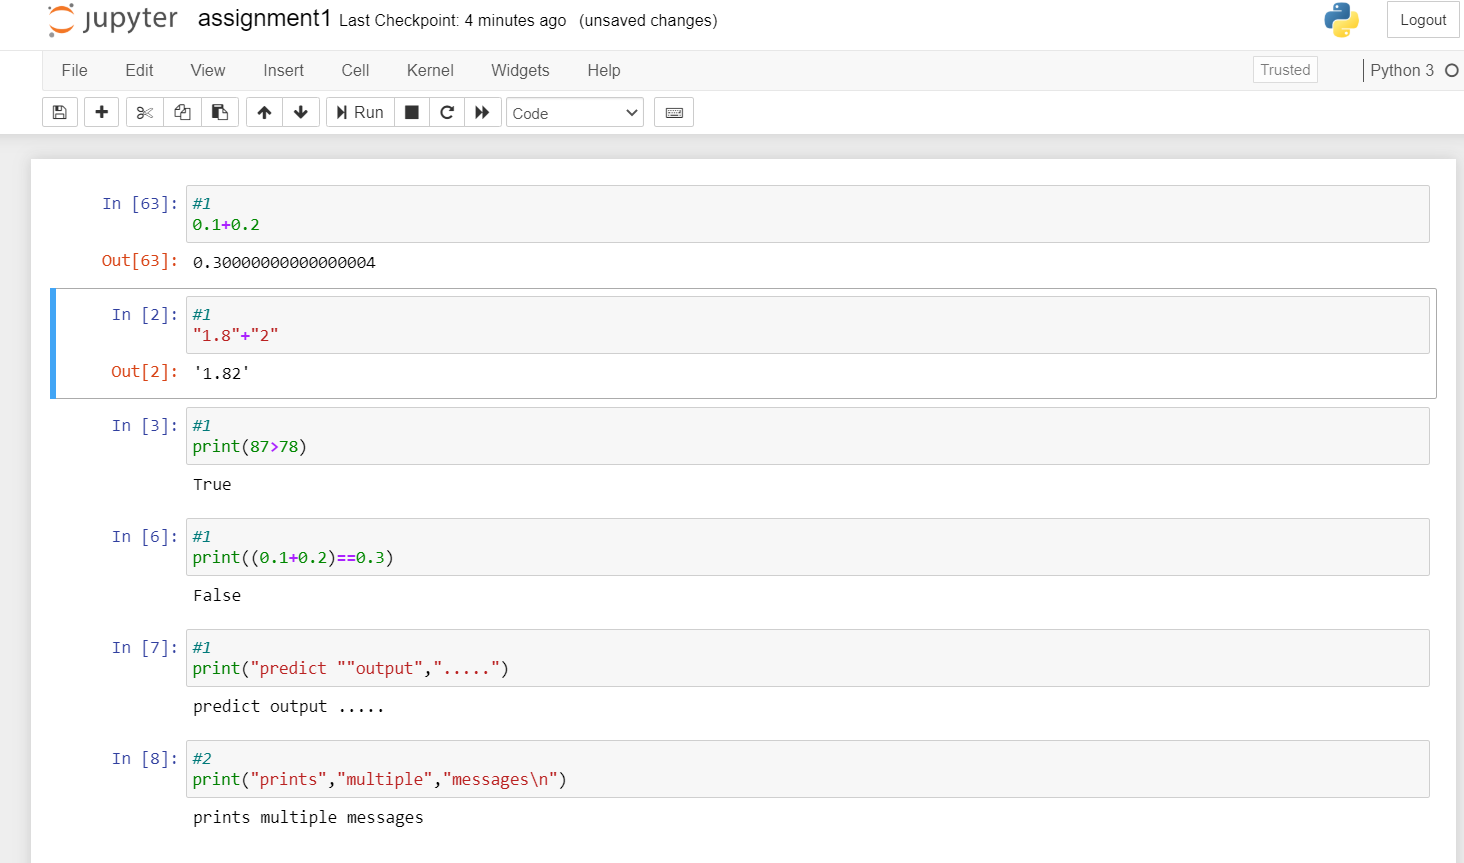 jupyter assignment1 Last Checkpoint: 4 minutes ago (unsaved changes) Logout
File Edit View Insert Cell Kernel Widgets Help Trusted Python 3
Run Code
In [63]: #1
0.1+0.2
Out[63]: 0.30000000000000004
In [2]: #1
"1.8"+"2"
Out[2]: '1.82'
In [3]: #1
print(87>78)
True
In [6]: #1
print((0.1+0.2)==0.3)
False
In [7]: #1
print("predict ""output",".....")
predict output .....
In [8]: #2
print("prints","multiple","messages\n")
prints multiple messages